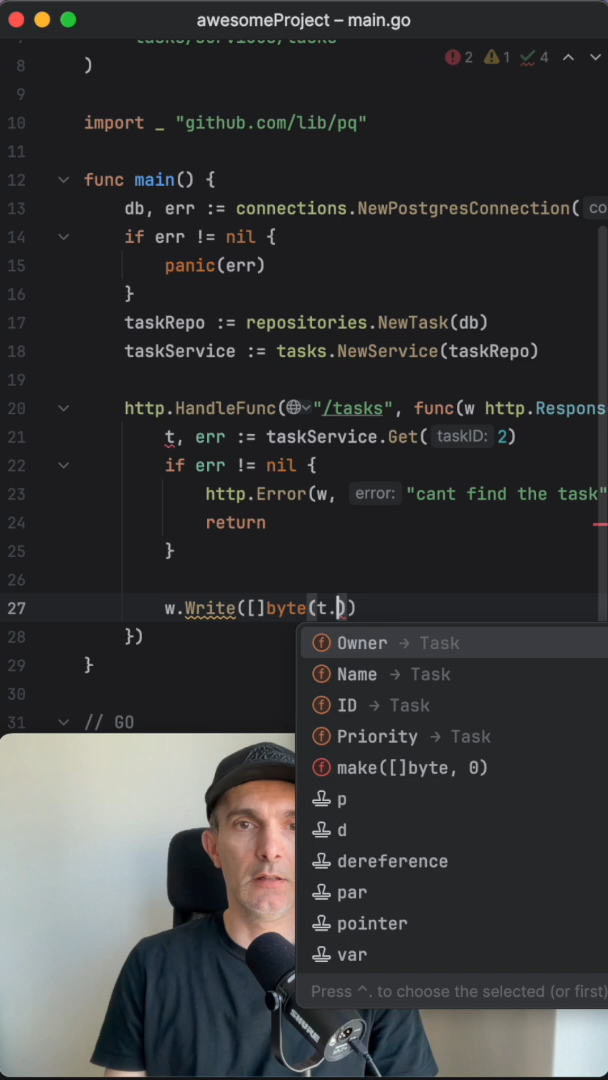 awesomeProject – main.go
2 1 4
8 )
9
10 import _ "github.com/lib/pq"
11
12 func main() {
13 db, err := connections.NewPostgresConnection( co
14 if err != nil {
15 panic(err)
16 }
17 taskRepo := repositories.NewTask(db)
18 taskService := tasks.NewService(taskRepo)
19
20 http.HandleFunc( "/tasks", func(w http.Respons
21 t, err := taskService.Get( taskID: 2)
22 if err != nil {
23 http.Error(w, error: "cant find the task"
24 return
25 }
26
27 w.Write([]byte(t.))
28 })
29 }
30
31 // GO
f Owner → Task
f Name → Task
f ID → Task
f Priority → Task
f make([]byte, 0)
p
d
dereference
par
pointer
var
Press ^. to choose the selected (or first)
SHURE